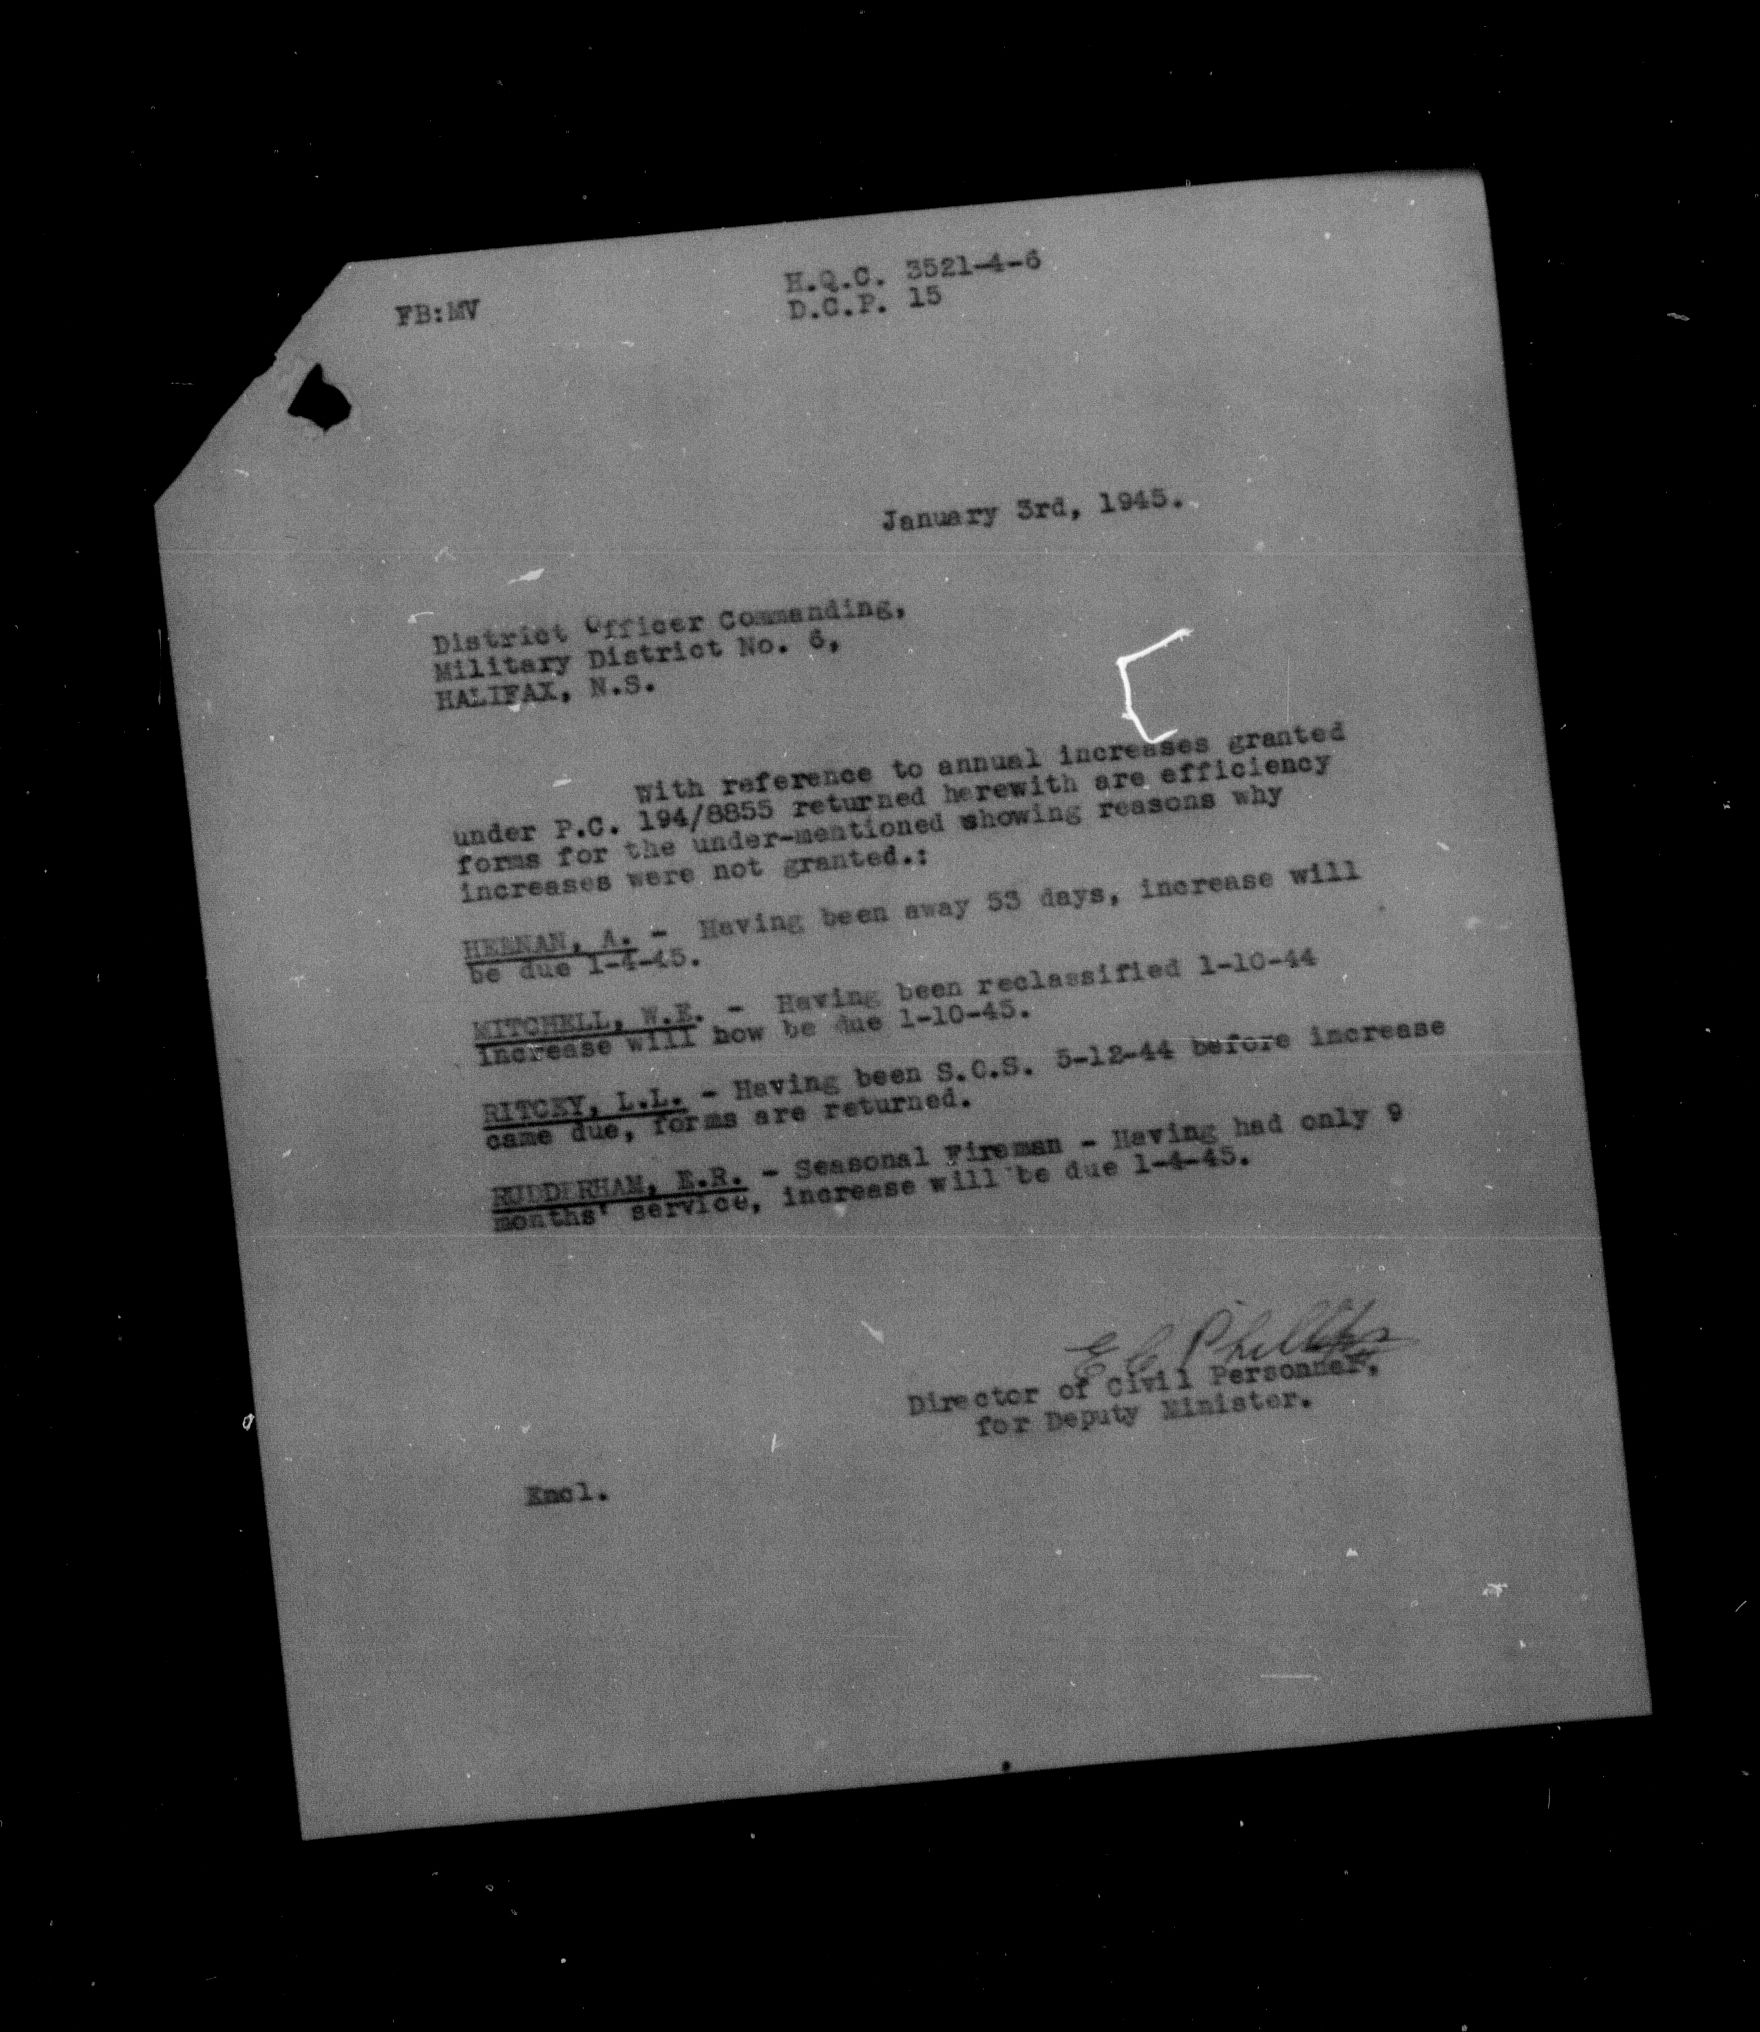 FB:MV
H.Q.C. 3521-4-6
D.C.P. 15
January 3rd, 1945.
District Officer Commanding,
Military District No. 6,
HALIFAX, N.S.
With reference to annual increases granted
under P.C. 194/8855 returned herewith are efficiency
forms for the under-mentioned showing reasons why
increases were not granted.:
HEENAN, A. - Having been away 53 days, increase will
be due 1-4-45.
MITCHELL, W.E. - Having been reclassified 1-10-44
increase will now be due 1-10-45.
RITCEY, L.L. - Having been S.O.S. 5-12-44 before increase
came due, forms are returned.
RUDDERHAM, E.R. - Seasonal Fireman - Having had only 9
months' service, increase will be due 1-4-45.
E C Phillips
Director of Civil Personnel,
for Deputy Minister.
Encl.